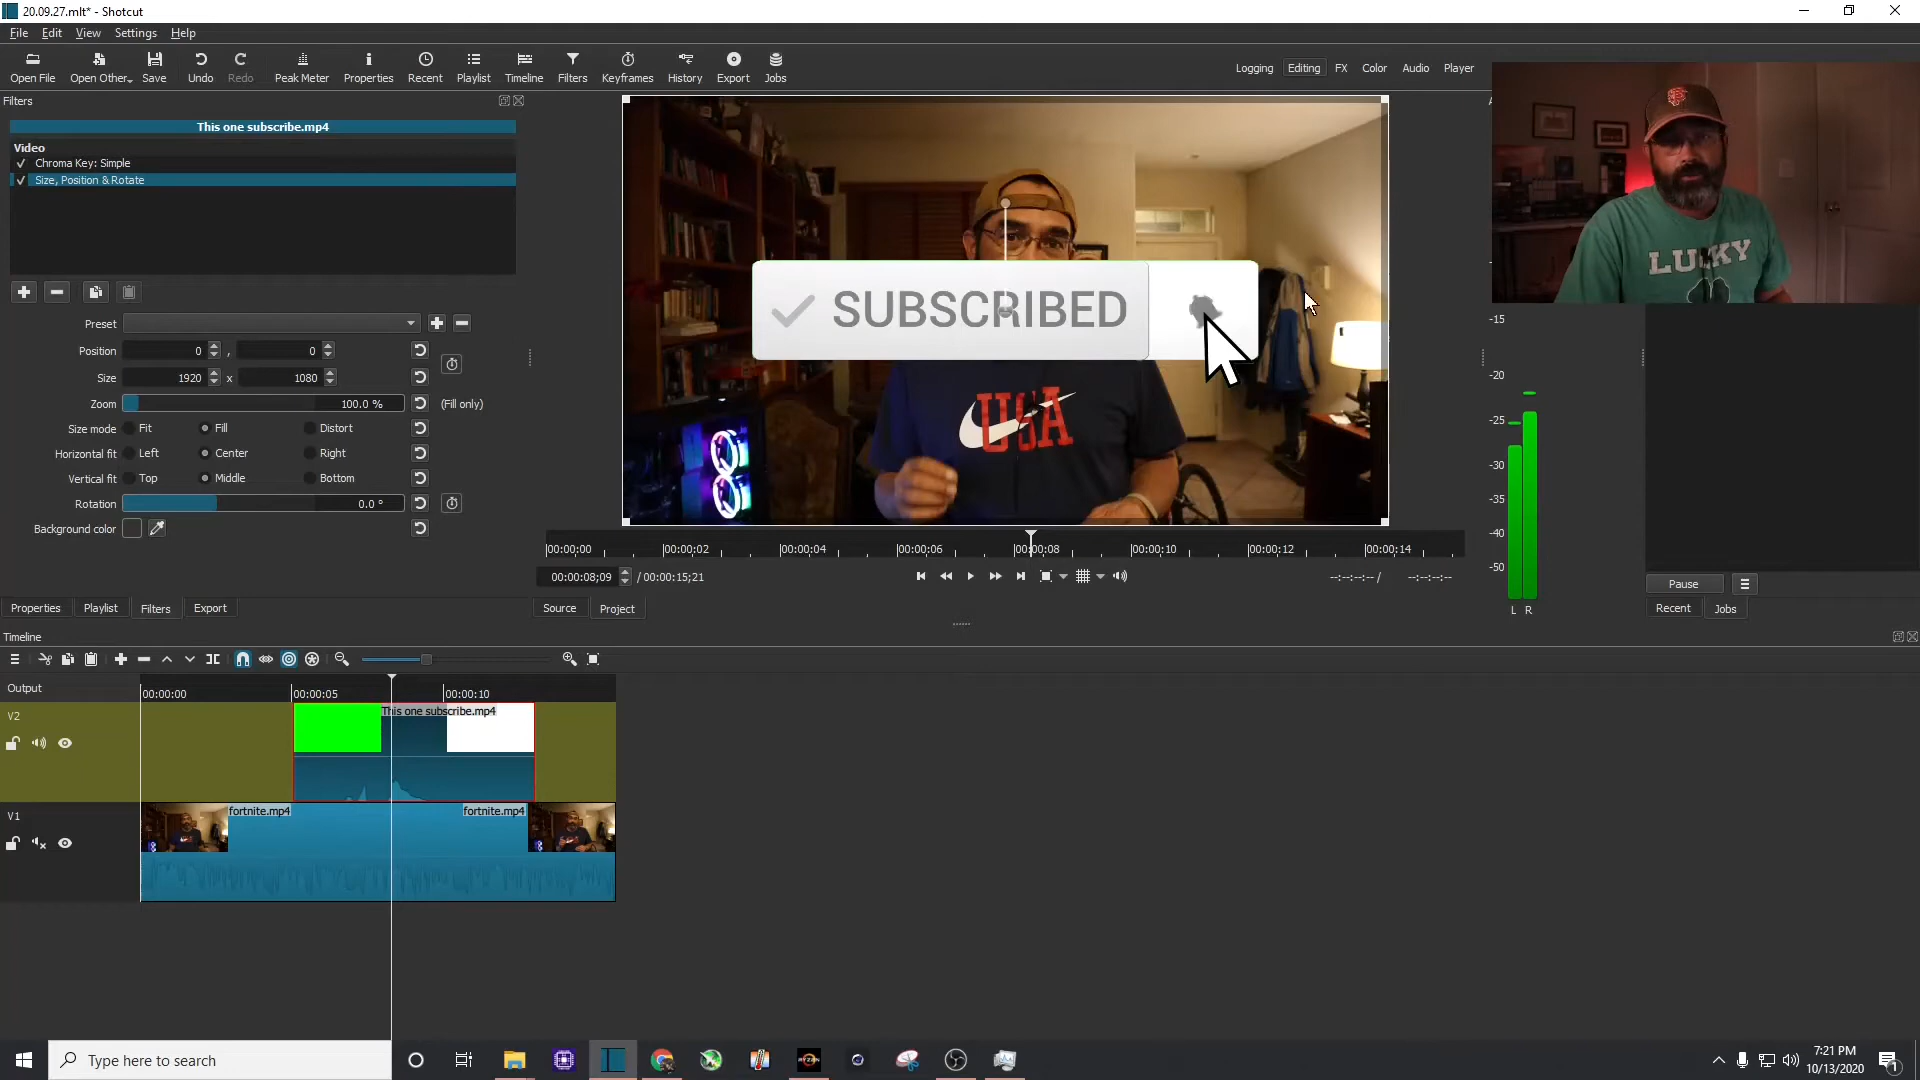 20.09.27.mlt* - Shotcut
File Edit View Settings Help
Open File Open Other... Save Undo Redo Peak Meter Properties Recent Playlist Timeline Filters Keyframes History Export Jobs
Logging Editing FX Color Audio Player
Filters
This one subscribe.mp4
Video
Chroma Key: Simple
Size, Position & Rotate
Preset
Position 0 , 0
Size 1920 x 1080
Zoom 100.0 % (Fill only)
Size mode Fit Fill Distort
Horizontal fit Left Center Right
Vertical fit Top Middle Bottom
Rotation 0.0 °
Background color
SUBSCRIBED
USA
LUCKY
-15
-20
-25
-30
-35
-40
-45
-50
L R
00:00:00 00:00:02 00:00:04 00:00:06 00:00:08 00:00:10 00:00:12 00:00:14
00:00:08;09 / 00:00:15;21
--:--:--:-- / --:--:--:--
Pause
Properties Playlist Filters Export
Source Project
Recent Jobs
Timeline
Output
00:00:00 00:00:05 00:00:10
V2
This one subscribe.mp4
V1
fortnite.mp4 fortnite.mp4
Type here to search
RYZEN
7:21 PM
10/13/2020
1